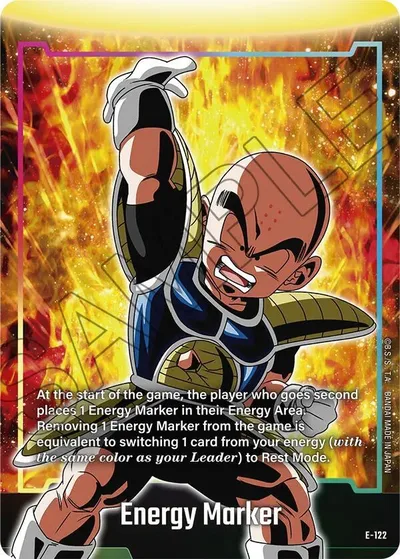 SAMPLE
At the start of the game, the player who goes second
places 1 Energy Marker in their Energy Area.
Removing 1 Energy Marker from the game is
equivalent to switching 1 card from your energy (with
the same color as your Leader) to Rest Mode.
Energy Marker
E-122
©B.S./S. T.A. BANDAI MADE IN JAPAN